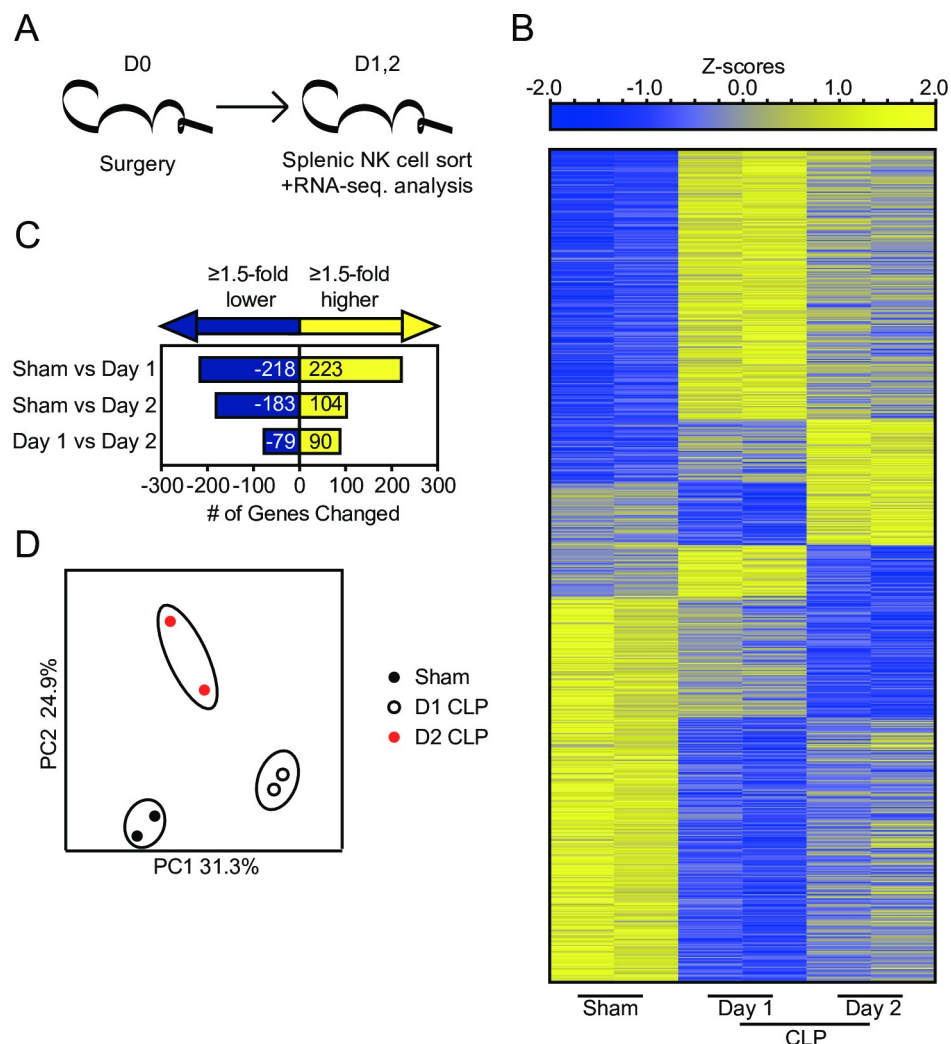 A
D0
D1,2
Surgery
Splenic NK cell sort
+RNA-seq. analysis
B
Z-scores
-2.0 -1.0 0.0 1.0 2.0
Sham Day 1 Day 2
CLP
C
≥1.5-fold ≥1.5-fold
lower higher
Sham vs Day 1 -218 223
Sham vs Day 2 -183 104
Day 1 vs Day 2 -79 90
-300 -200 -100 0 100 200 300
# of Genes Changed
D
PC2 24.9%
PC1 31.3%
Sham
D1 CLP
D2 CLP